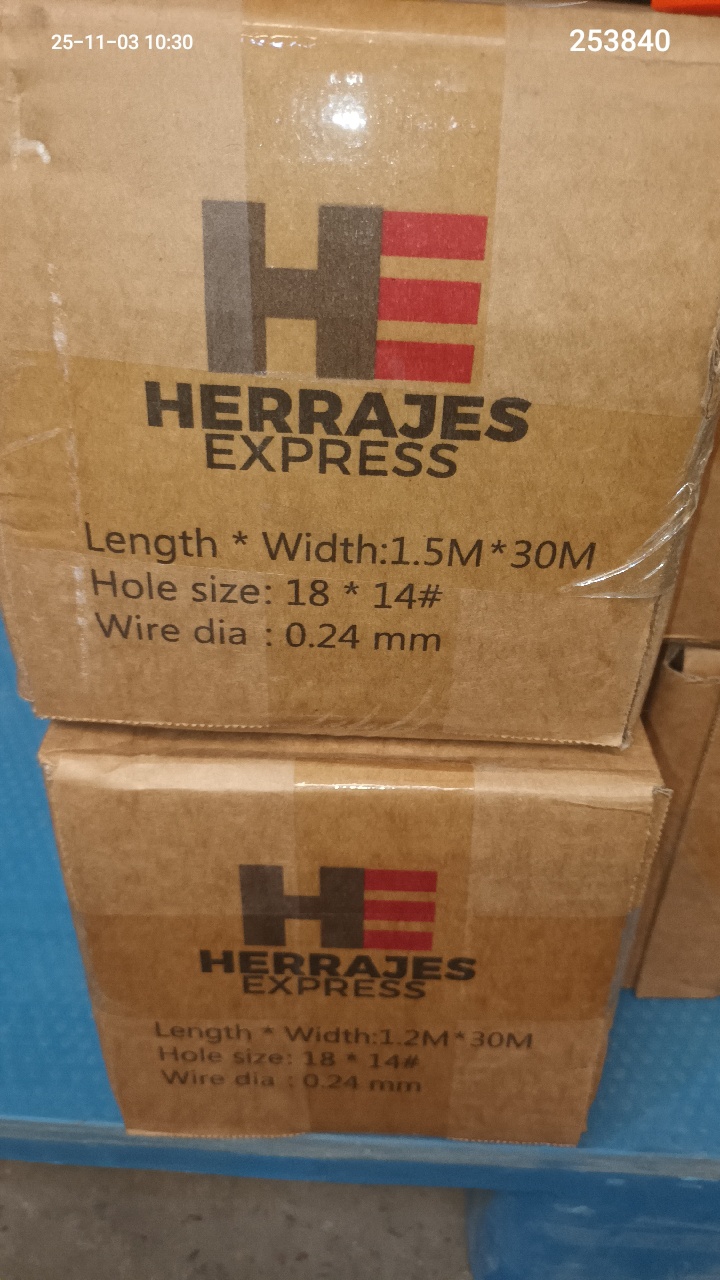 25-11-03 10:30
253840
HE
HERRAJES
EXPRESS
Length * Width:1.5M*30M
Hole size: 18 * 14#
Wire dia : 0.24 mm
HE
HERRAJES
EXPRESS
Length * Width:1.2M*30M
Hole size: 18 * 14#
Wire dia : 0.24 mm